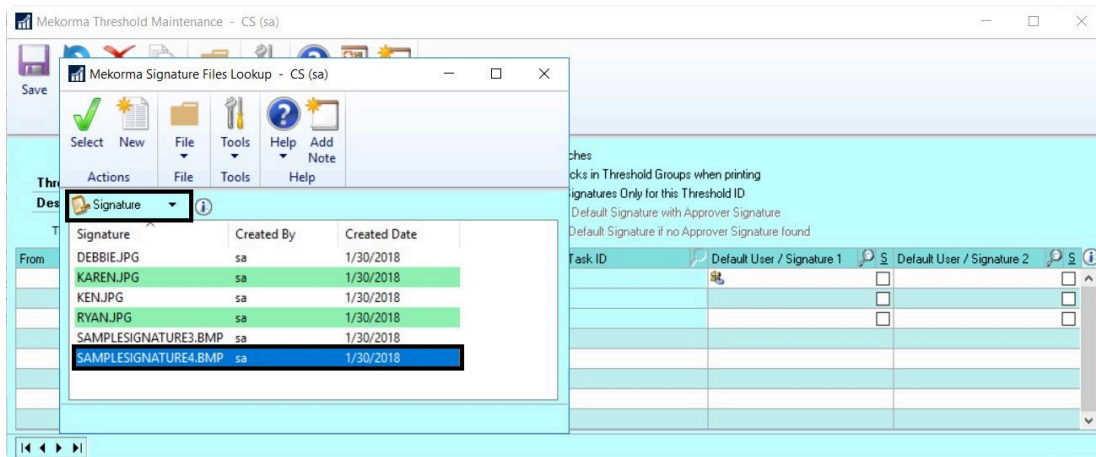 Mekorma Threshold Maintenance - CS (sa)
Save
Mekorma Signature Files Lookup - CS (sa)
Select New File Tools Help Add Note
Actions File Tools Help
Signature
Signature Created By Created Date
DEBBIE.JPG sa 1/30/2018
KAREN.JPG sa 1/30/2018
KEN.JPG sa 1/30/2018
RYAN.JPG sa 1/30/2018
SAMPLESIGNATURE3.BMP sa 1/30/2018
SAMPLESIGNATURE4.BMP sa 1/30/2018
ches
cks in Threshold Groups when printing
ignatures Only for this Threshold ID
Default Signature with Approver Signature
Default Signature if no Approver Signature found
Thr
Des
T
From Task ID Default User / Signature 1 S Default User / Signature 2 S